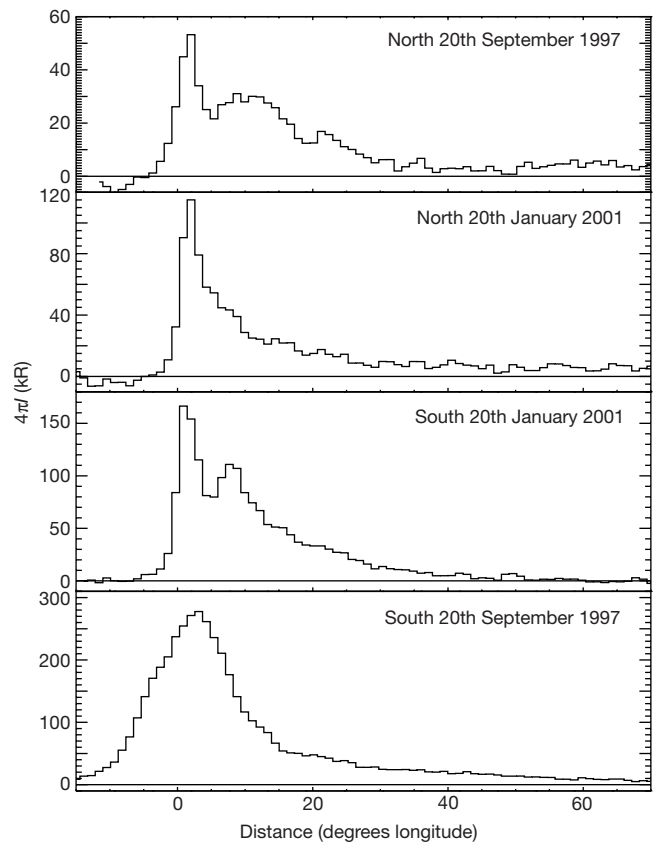 60
40
20
0
North 20th September 1997
120
80
40
0
North 20th January 2001
4πI (kR)
150
100
50
0
South 20th January 2001
300
200
100
0
South 20th September 1997
0 20 40 60
Distance (degrees longitude)